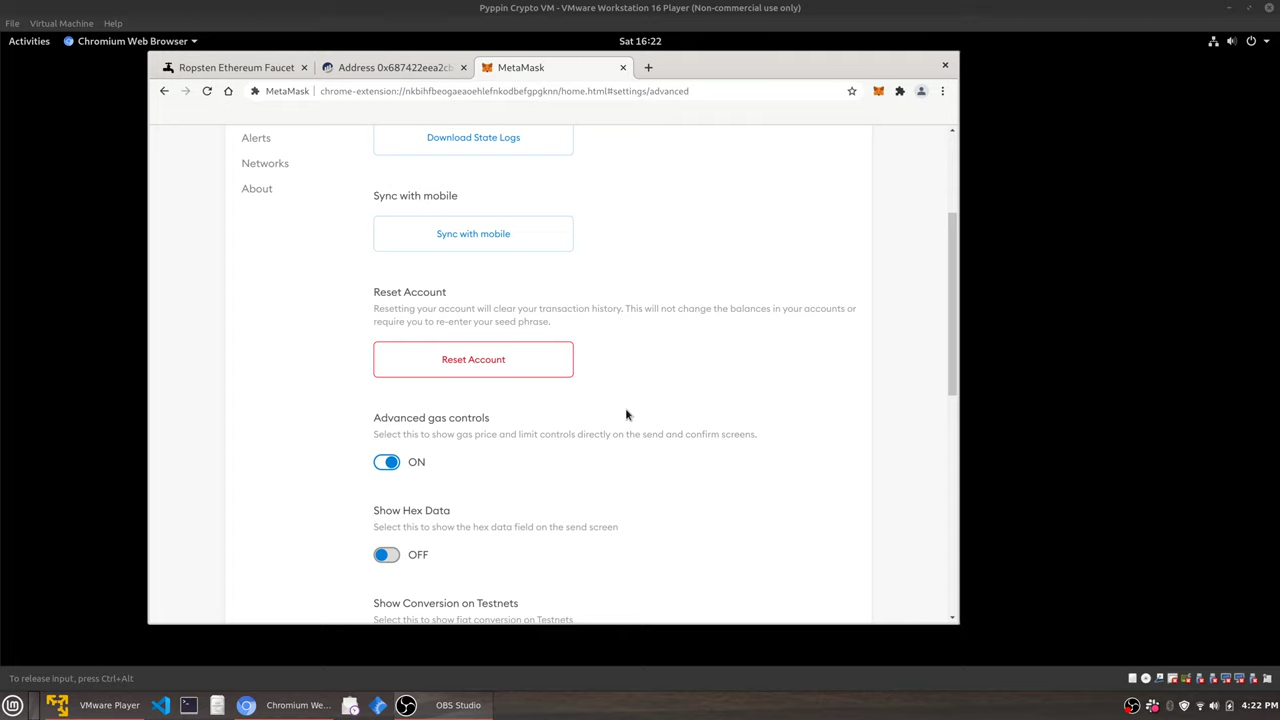 Pyppin Crypto VM - VMware Workstation 16 Player (Non-commercial use only)
File Virtual Machine Help
Activities Chromium Web Browser Sat 16:22
Ropsten Ethereum Faucet Address 0x687422eea2cb MetaMask
MetaMask chrome-extension://nkbihfbeogaeaoehlefnkodbefgpgknn/home.html#settings/advanced
Alerts
Download State Logs
Networks
About
Sync with mobile
Sync with mobile
Reset Account
Resetting your account will clear your transaction history. This will not change the balances in your accounts or
require you to re-enter your seed phrase.
Reset Account
Advanced gas controls
Select this to show gas price and limit controls directly on the send and confirm screens.
ON
Show Hex Data
Select this to show the hex data field on the send screen
OFF
Show Conversion on Testnets
Select this to show fiat conversion on Testnets
To release input, press Ctrl+Alt
VMware Player Chromium We... OBS Studio 4:22 PM